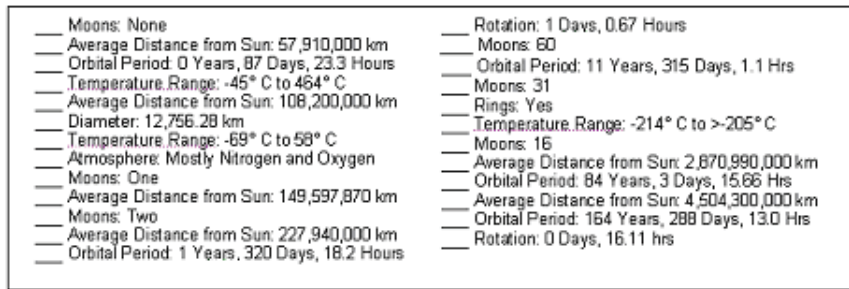 ___ Moons: None
___ Average Distance from Sun: 57,910,000 km
___ Orbital Period: 0 Years, 87 Days, 23.3 Hours
___ Temperature Range: -45° C to 464° C
___ Average Distance from Sun: 108,200,000 km
___ Diameter: 12,756.28 km
___ Temperature Range: -69° C to 58° C
___ Atmosphere: Mostly Nitrogen and Oxygen
___ Moons: One
___ Average Distance from Sun: 149,597,870 km
___ Moons: Two
___ Average Distance from Sun: 227,940,000 km
___ Orbital Period: 1 Years, 320 Days, 18.2 Hours
___ Rotation: 1 Days, 0.67 Hours
___ Moons: 60
___ Orbital Period: 11 Years, 315 Days, 1.1 Hrs
___ Moons: 31
___ Rings: Yes
___ Temperature Range: -214° C to >-205° C
___ Moons: 16
___ Average Distance from Sun: 2,870,990,000 km
___ Orbital Period: 84 Years, 3 Days, 15.66 Hrs
___ Average Distance from Sun: 4,504,300,000 km
___ Orbital Period: 164 Years, 288 Days, 13.0 Hrs
___ Rotation: 0 Days, 16.11 hrs